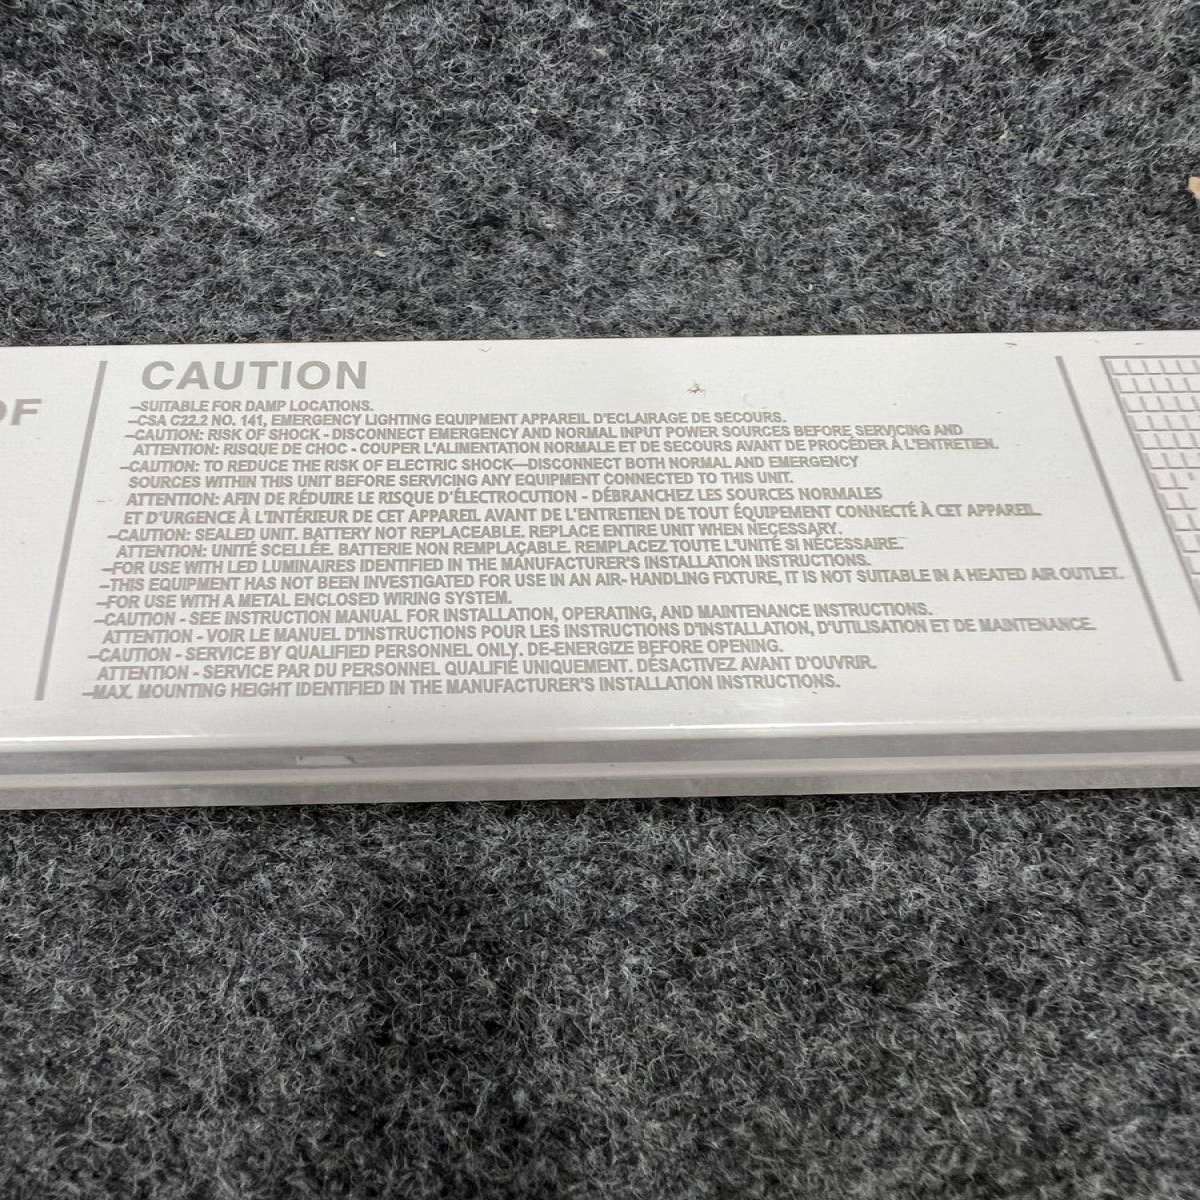 OF
CAUTION
–SUITABLE FOR DAMP LOCATIONS.
–CSA C22.2 NO. 141, EMERGENCY LIGHTING EQUIPMENT APPAREIL D'ECLAIRAGE DE SECOURS.
–CAUTION: RISK OF SHOCK - DISCONNECT EMERGENCY AND NORMAL INPUT POWER SOURCES BEFORE SERVICING AND
ATTENTION: RISQUE DE CHOC - COUPER L'ALIMENTATION NORMALE ET DE SECOURS AVANT DE PROCÉDER À L'ENTRETIEN.
–CAUTION: TO REDUCE THE RISK OF ELECTRIC SHOCK—DISCONNECT BOTH NORMAL AND EMERGENCY
SOURCES WITHIN THIS UNIT BEFORE SERVICING ANY EQUIPMENT CONNECTED TO THIS UNIT.
ATTENTION: AFIN DE RÉDUIRE LE RISQUE D'ÉLECTROCUTION - DÉBRANCHEZ LES SOURCES NORMALES
ET D'URGENCE À L'INTÉRIEUR DE CET APPAREIL AVANT DE L'ENTRETIEN DE TOUT ÉQUIPEMENT CONNECTÉ À CET APPAREIL.
–CAUTION: SEALED UNIT. BATTERY NOT REPLACEABLE. REPLACE ENTIRE UNIT WHEN NECESSARY.
ATTENTION: UNITÉ SCELLÉE. BATTERIE NON REMPLAÇABLE. REMPLACEZ TOUTE L'UNITÉ SI NÉCESSAIRE.
–FOR USE WITH LED LUMINAIRES IDENTIFIED IN THE MANUFACTURER'S INSTALLATION INSTRUCTIONS.
–THIS EQUIPMENT HAS NOT BEEN INVESTIGATED FOR USE IN AN AIR- HANDLING FIXTURE, IT IS NOT SUITABLE IN A HEATED AIR OUTLET.
–FOR USE WITH A METAL ENCLOSED WIRING SYSTEM.
–CAUTION - SEE INSTRUCTION MANUAL FOR INSTALLATION, OPERATING, AND MAINTENANCE INSTRUCTIONS.
ATTENTION - VOIR LE MANUEL D'INSTRUCTIONS POUR LES INSTRUCTIONS D'INSTALLATION, D'UTILISATION ET DE MAINTENANCE.
–CAUTION - SERVICE BY QUALIFIED PERSONNEL ONLY. DE-ENERGIZE BEFORE OPENING.
ATTENTION - SERVICE PAR DU PERSONNEL QUALIFIÉ UNIQUEMENT. DÉSACTIVEZ AVANT D'OUVRIR.
–MAX. MOUNTING HEIGHT IDENTIFIED IN THE MANUFACTURER'S INSTALLATION INSTRUCTIONS.